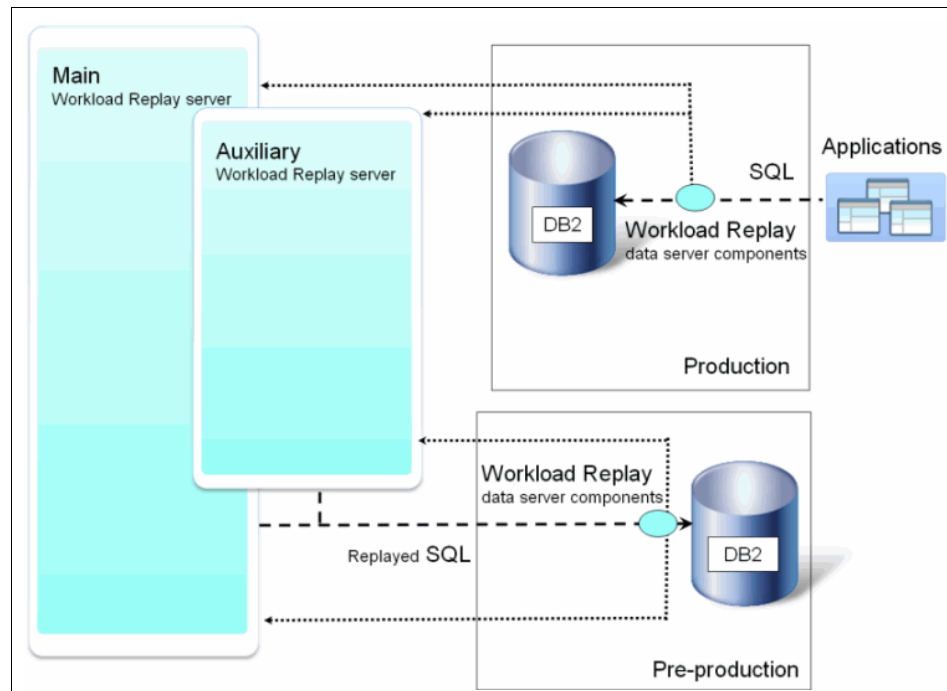 Main
Workload Replay server
Auxiliary
Workload Replay server
Applications
SQL
DB2
Workload Replay
data server components
Production
Workload Replay
data server components
Replayed SQL
DB2
Pre-production